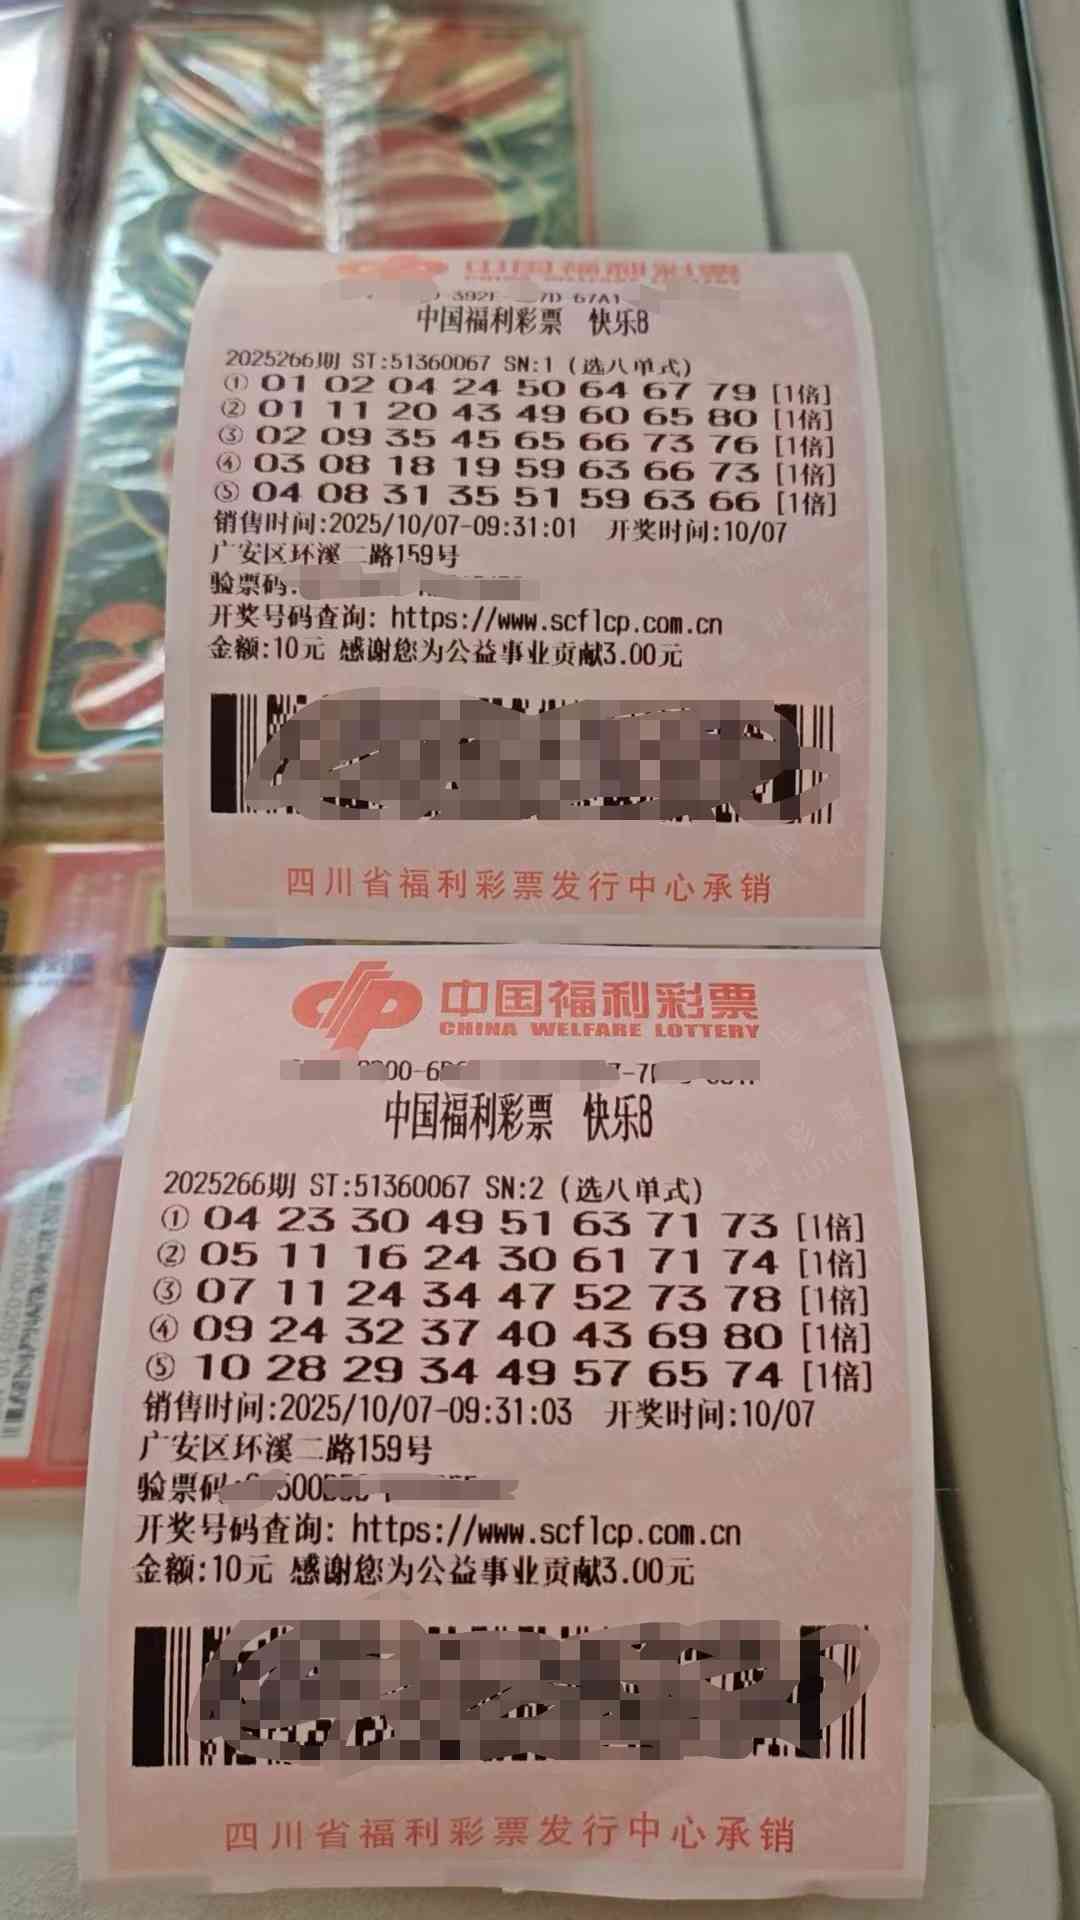 中国福利彩票
中国福利彩票 快乐8
2025266期 ST:51360067 SN:1 (选八单式)
① 01 02 04 24 50 64 67 79 [1倍]
② 01 11 20 43 49 60 65 80 [1倍]
③ 02 09 35 45 65 66 73 76 [1倍]
④ 03 08 18 19 59 63 66 73 [1倍]
⑤ 04 08 31 35 51 59 63 66 [1倍]
销售时间:2025/10/07-09:31:01 开奖时间:10/07
广安区环溪二路159号
验票码:
开奖号码查询: https://www.scflcp.com.cn
金额:10元 感谢您为公益事业贡献3.00元
四川省福利彩票发行中心承销
中国福利彩票
CHINA WELFARE LOTTERY
中国福利彩票 快乐8
2025266期 ST:51360067 SN:2 (选八单式)
① 04 23 30 49 51 63 71 73 [1倍]
② 05 11 16 24 30 61 71 74 [1倍]
③ 07 11 24 34 47 52 73 78 [1倍]
④ 09 24 32 37 40 43 69 80 [1倍]
⑤ 10 28 29 34 49 57 65 74 [1倍]
销售时间:2025/10/07-09:31:03 开奖时间:10/07
广安区环溪二路159号
验票码:
开奖号码查询: https://www.scflcp.com.cn
金额:10元 感谢您为公益事业贡献3.00元
四川省福利彩票发行中心承销